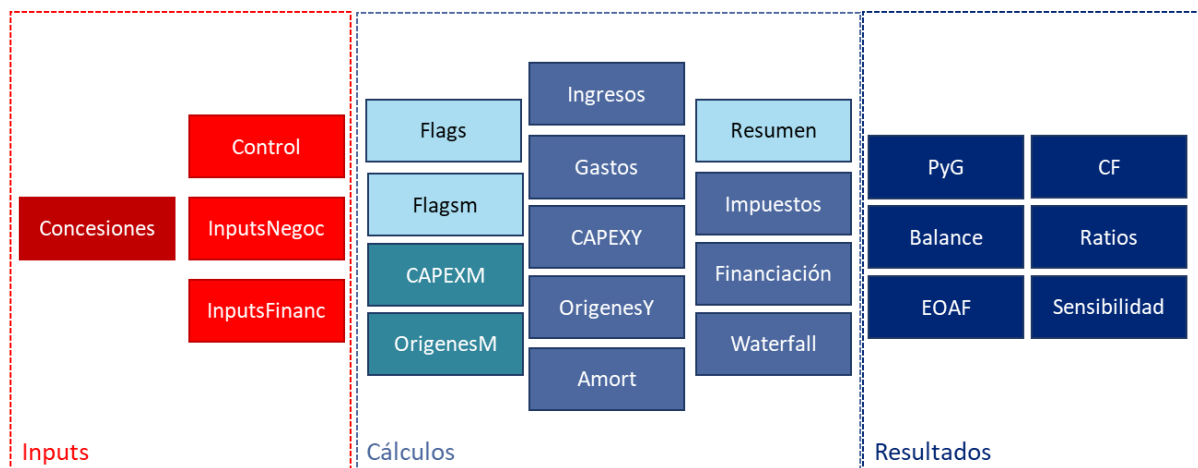 Concesiones
Control
InputsNegoc
InputsFinanc
Inputs
Flags
Flagsm
CAPEXM
OrigenesM
Ingresos
Gastos
CAPEXY
OrigenesY
Amort
Resumen
Impuestos
Financiación
Waterfall
Cálculos
PyG
CF
Balance
Ratios
EOAF
Sensibilidad
Resultados